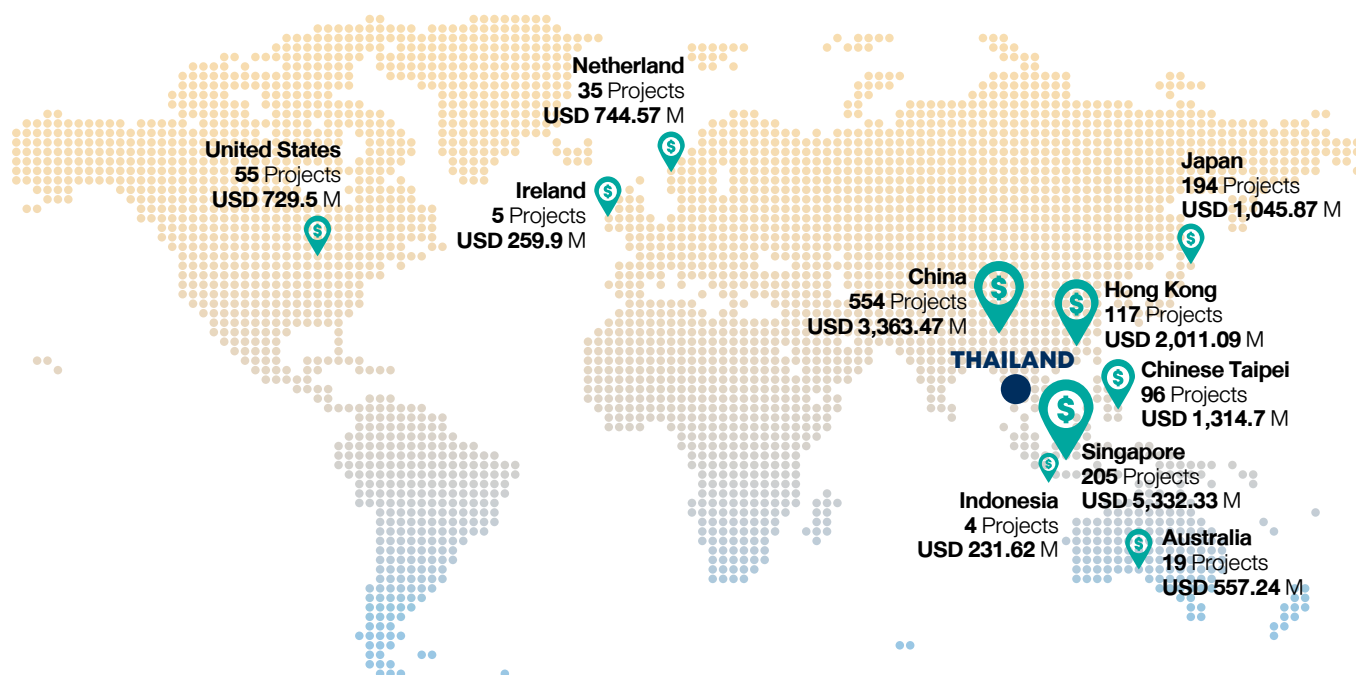 Netherland
35 Projects
USD 744.57 M
United States
55 Projects
USD 729.5 M
Ireland
5 Projects
USD 259.9 M
Japan
194 Projects
USD 1,045.87 M
China
554 Projects
USD 3,363.47 M
Hong Kong
117 Projects
USD 2,011.09 M
THAILAND
Chinese Taipei
96 Projects
USD 1,314.7 M
Singapore
205 Projects
USD 5,332.33 M
Indonesia
4 Projects
USD 231.62 M
Australia
19 Projects
USD 557.24 M